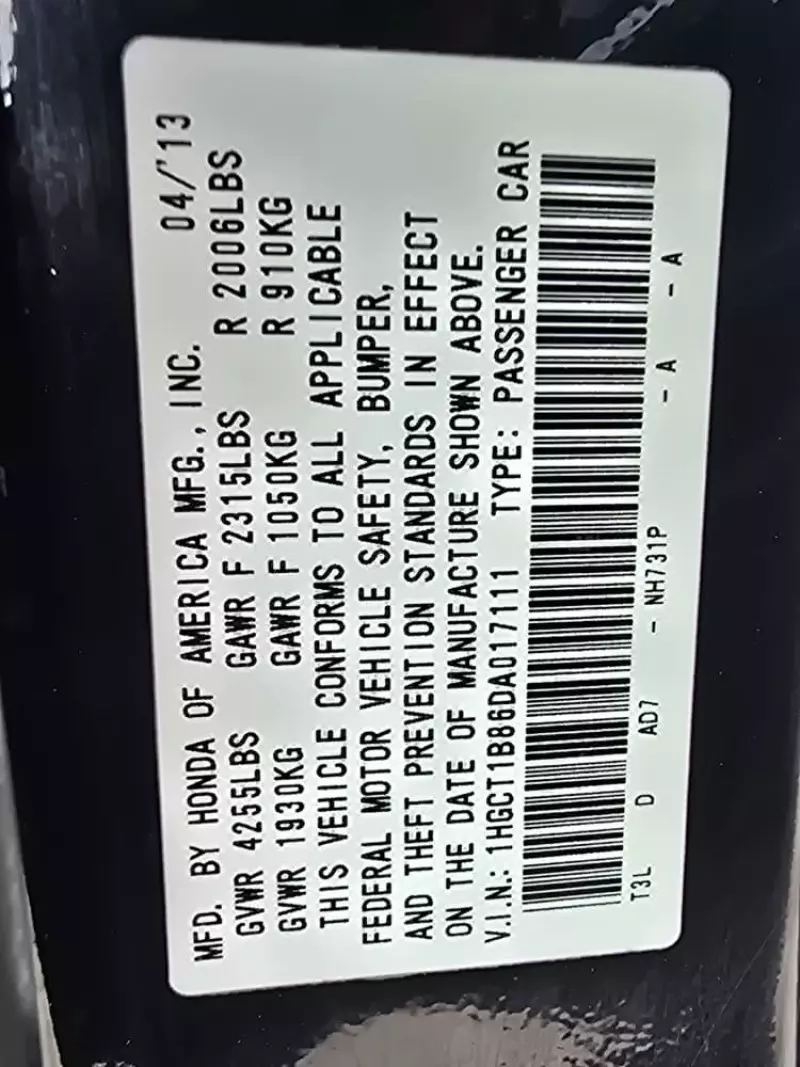 MFD. BY HONDA OF AMERICA MFG., INC. 04/'13
GVWR 4255LBS GAWR F 2315LBS R 2006LBS
GVWR 1930KG GAWR F 1050KG R 910KG
THIS VEHICLE CONFORMS TO ALL APPLICABLE
FEDERAL MOTOR VEHICLE SAFETY, BUMPER,
AND THEFT PREVENTION STANDARDS IN EFFECT
ON THE DATE OF MANUFACTURE SHOWN ABOVE.
V.I.N.: 1HGCT1B86DA017111 TYPE: PASSENGER CAR
T3L D AD7 - NH731P - A - A